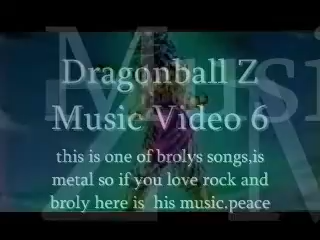 Dragonball Z
Music Video 6
this is one of brolys songs,is
metal so if you love rock and
broly here is his music.peace